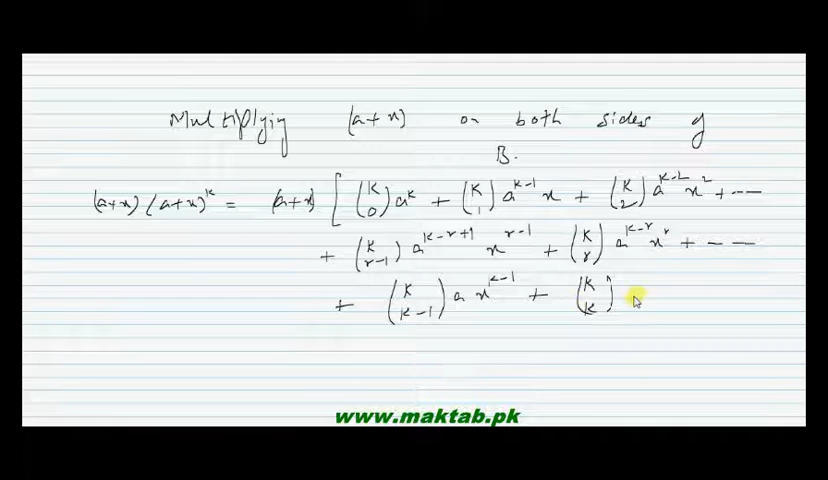 Multiplying (a+x) on both sides of
B.
(a+x) (a+x)^k = (a+x) [ (K 0) a^k + (K 1) a^{k-1} x + (K 2) a^{k-2} x^2 + ---
+ (K r-1) a^{k-r+1} x^{r-1} + (K r) a^{k-r} x^r + - --
+ (K K-1) a x^{k-1} + (K K)
www.maktab.pk